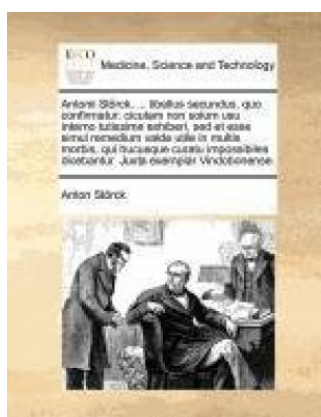 ECCO
Medicine, Science and Technology
Antonii Störck, ... libellus secundus, quo
confirmatur: cicutam non solum usu
interno tutissime exhiberi, sed et esse
simul remedium valde utile in multis
morbis, qui hucusque curatu impossibiles
dicebantur. Juxta exemplar Vindobonense.
Anton Störck